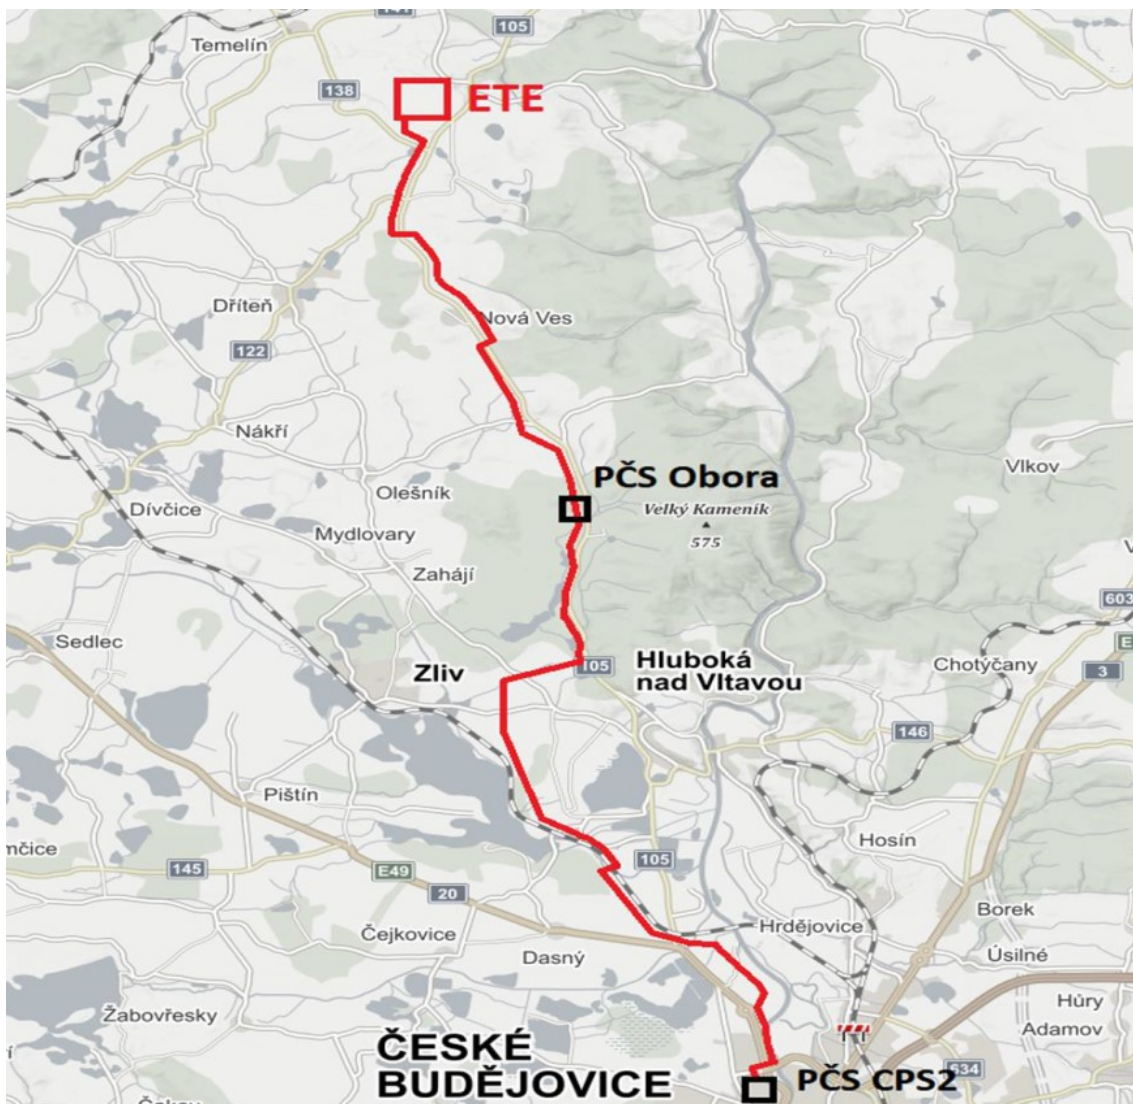 141
105
Temelín
138
ETE
Dříteň
Nová Ves
122
Nákří
PČS Obora
Vlkov
Olešník
Velký Kameník
575
Dívčice
Mydlovary
Zahájí
603
Sedlec
E
Zliv
105
Hluboká
nad Vltavou
Chotýčany
3
146
Pištín
Hosín
mčice
145
E49
105
20
Borek
Čejkovice
Hrdějovice
Dasný
Úsilné
Žabovřesky
Hůry
Adamov
ČESKÉ
BUDĚJOVICE
634
PČS CPS2